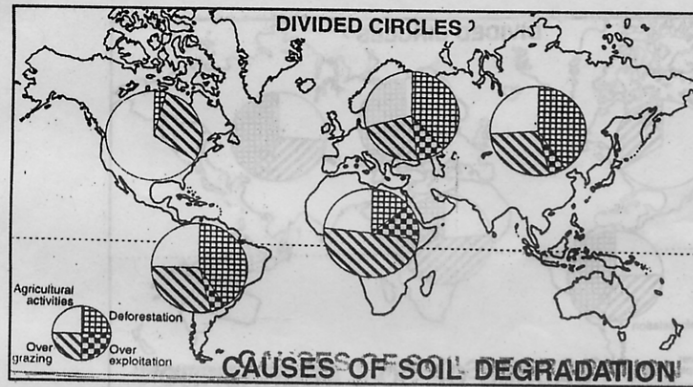 DIVIDED CIRCLES
Agricultural
activities
Deforestation
Over
grazing
Over
exploitation
CAUSES OF SOIL DEGRADATION